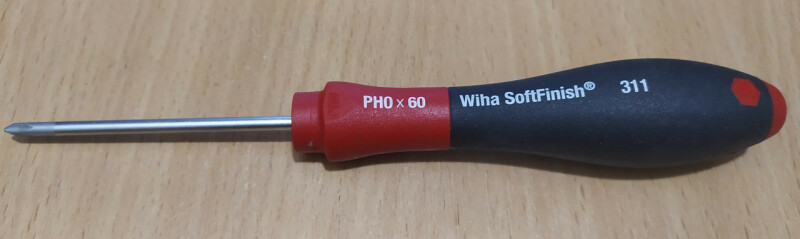 PH0 x 60 Wiha SoftFinish® 311